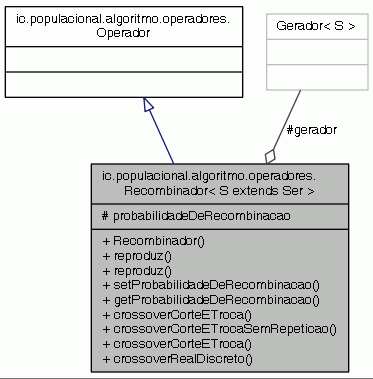 ic.populacional.algoritmo.operadores.
Operador
Gerador< S >
#gerador
ic.populacional.algoritmo.operadores.
Recombinador< S extends Ser >
# probabilidadeDeRecombinacao
+ Recombinador()
+ reproduz()
+ reproduz()
+ setProbabilidadeDeRecombinacao()
+ getProbabilidadeDeRecombinacao()
+ crossoverCorteETroca()
+ crossoverCorteETrocaSemRepeticao()
+ crossoverCorteETroca()
+ crossoverRealDiscreto()